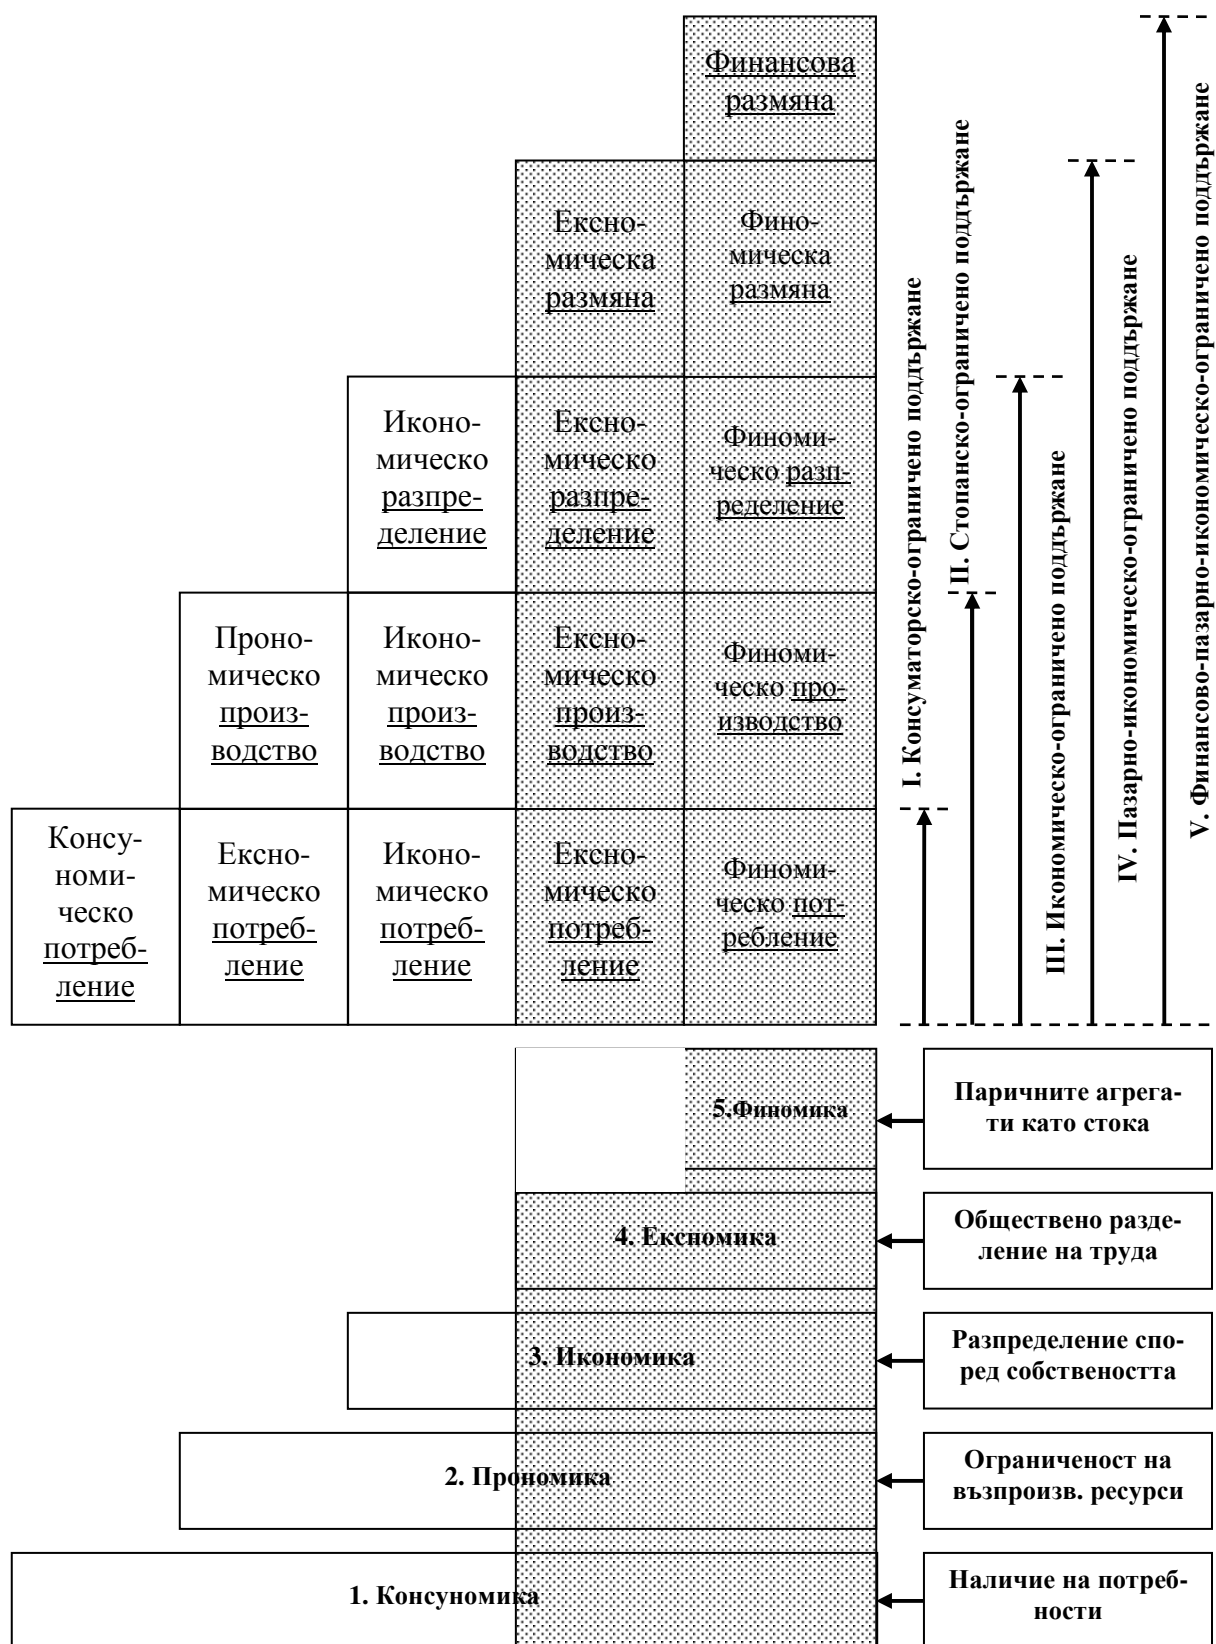 Финансова
размяна
Ексно-
мическа
размяна
Фино-
мическа
размяна
Иконо-
мическо
разпре-
деление
Ексно-
мическо
разпре-
деление
Финоми-
ческо разп-
ределение
Проно-
мическо
произ-
водство
Иконо-
мическо
произ-
водство
Ексно-
мическо
произ-
водство
Финоми-
ческо про-
изводство
Консу-
номи-
ческо
потреб-
ление
Ексно-
мическо
потреб-
ление
Иконо-
мическо
потреб-
ление
Ексно-
мическо
потреб-
ление
Финоми-
ческо пот-
ребление
I. Консуматорско-ограничено поддържане
II. Стопанско-ограничено поддържане
III. Икономическо-ограничено поддържане
IV. Пазарно-икономическо-ограничено поддържане
V. Финансово-пазарно-икономическо-ограничено поддържане
5.Финомика
Паричните агрега-
ти като стока
4. Ексномика
Обществено разде-
ление на труда
3. Икономика
Разпределение спо-
ред собствеността
2. Прономика
Ограниченост на
възпроизв. ресурси
1. Консуномика
Наличие на потреб-
ности